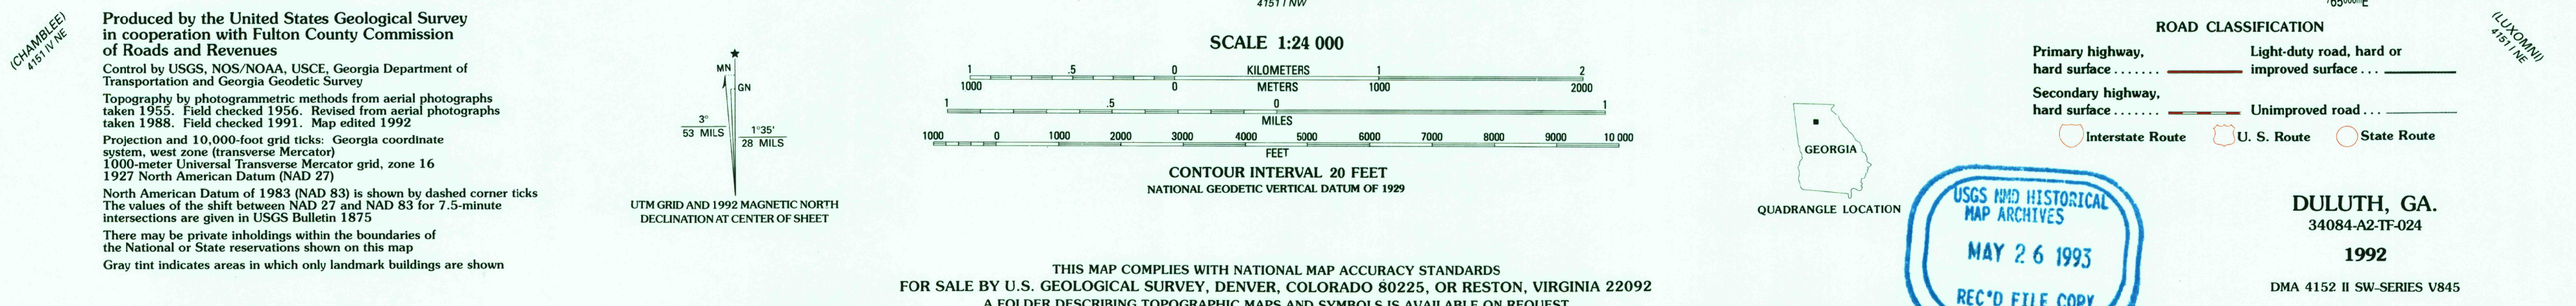 (CHAMBLEE)
4151 IV NE
Produced by the United States Geological Survey
in cooperation with Fulton County Commission
of Roads and Revenues
Control by USGS, NOS/NOAA, USCE, Georgia Department of
Transportation and Georgia Geodetic Survey
Topography by photogrammetric methods from aerial photographs
taken 1955. Field checked 1956. Revised from aerial photographs
taken 1988. Field checked 1991. Map edited 1992
Projection and 10,000-foot grid ticks: Georgia coordinate
system, west zone (transverse Mercator)
1000-meter Universal Transverse Mercator grid, zone 16
1927 North American Datum (NAD 27)
North American Datum of 1983 (NAD 83) is shown by dashed corner ticks
The values of the shift between NAD 27 and NAD 83 for 7.5-minute
intersections are given in USGS Bulletin 1875
There may be private inholdings within the boundaries of
the National or State reservations shown on this map
Gray tint indicates areas in which only landmark buildings are shown
MN
GN
3°
53 MILS
1°35′
28 MILS
UTM GRID AND 1992 MAGNETIC NORTH
DECLINATION AT CENTER OF SHEET
4151 I NW
SCALE 1:24 000
1 .5 0 KILOMETERS 1 2
1000 0 METERS 1000 2000
1 .5 0 1
MILES
1000 0 1000 2000 3000 4000 5000 6000 7000 8000 9000 10 000
FEET
CONTOUR INTERVAL 20 FEET
NATIONAL GEODETIC VERTICAL DATUM OF 1929
THIS MAP COMPLIES WITH NATIONAL MAP ACCURACY STANDARDS
FOR SALE BY U.S. GEOLOGICAL SURVEY, DENVER, COLORADO 80225, OR RESTON, VIRGINIA 22092
A FOLDER DESCRIBING TOPOGRAPHIC MAPS AND SYMBOLS IS AVAILABLE ON REQUEST
GEORGIA
QUADRANGLE LOCATION
ROAD CLASSIFICATION
Primary highway,
hard surface.......
Light-duty road, hard or
improved surface...
Secondary highway,
hard surface.......
Unimproved road...
Interstate Route
U. S. Route
State Route
(LUXOMNI)
4151 I NE
USGS NMD HISTORICAL
MAP ARCHIVES
MAY 26 1993
REC'D FILE COPY
DULUTH, GA.
34084-A2-TF-024
1992
DMA 4152 II SW-SERIES V845